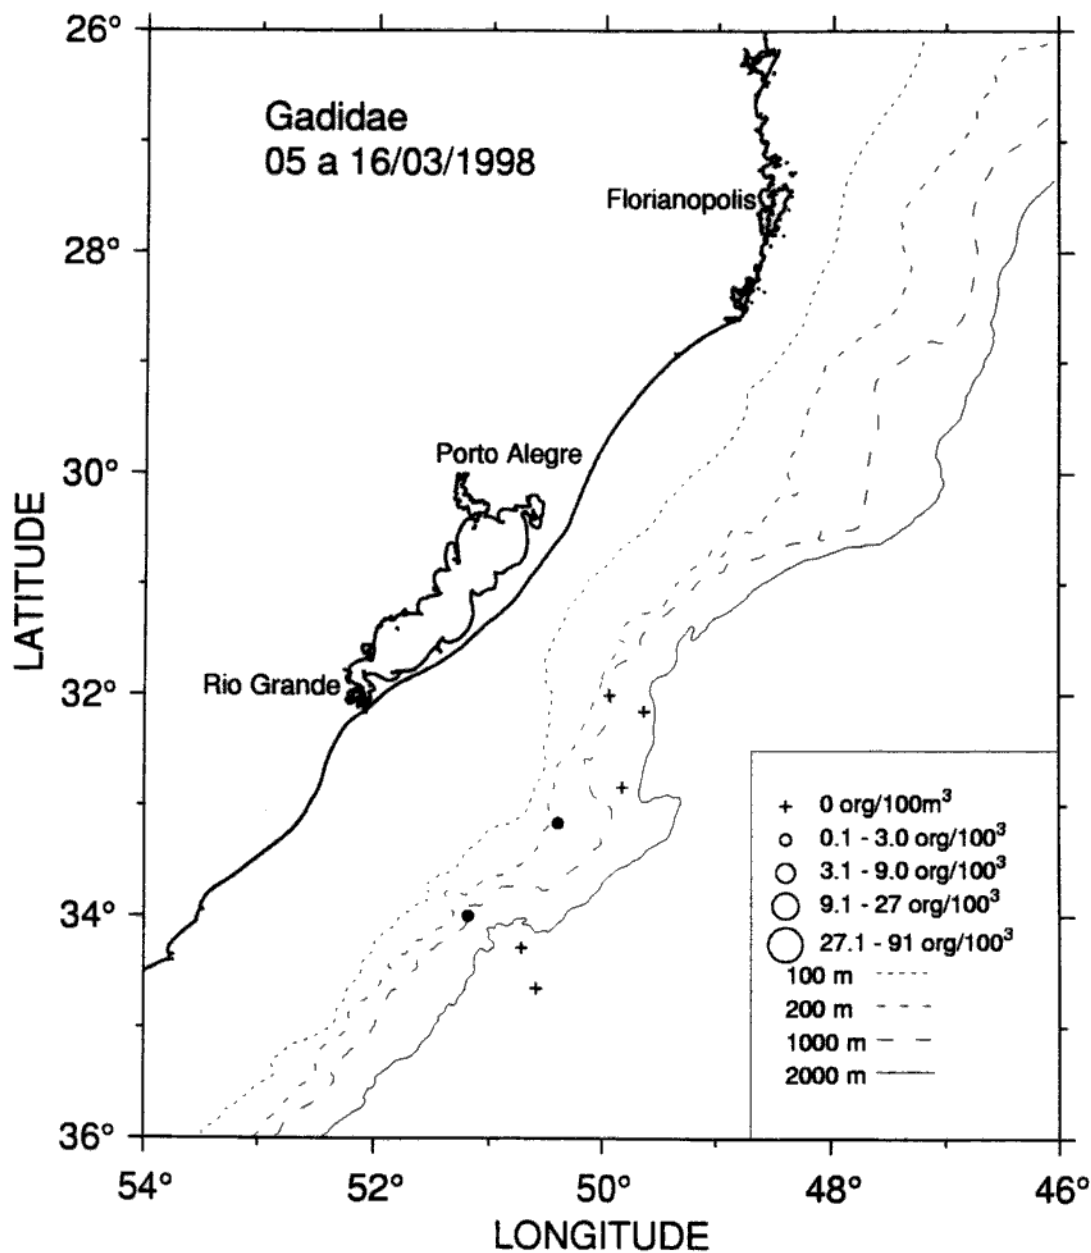 26°
Gadidae
05 a 16/03/1998
Florianopolis
28°
Porto Alegre
30°
LATITUDE
Rio Grande
32°
+ 0 org/100m³
0.1 - 3.0 org/100³
3.1 - 9.0 org/100³
34°
9.1 - 27 org/100³
27.1 - 91 org/100³
100 m
200 m
1000 m
2000 m
36°
54° 52° 50° 48° 46°
LONGITUDE